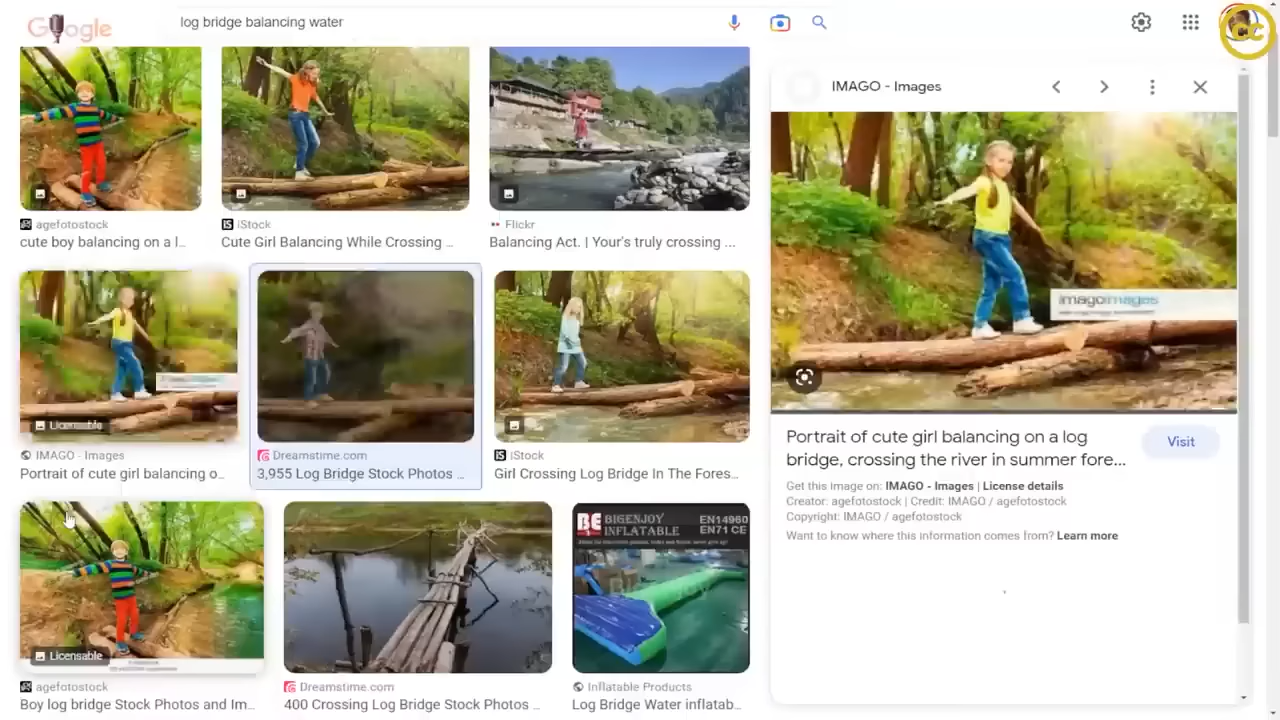 Google
log bridge balancing water
CC
agefotostock
cute boy balancing on a l...
iStock
Cute Girl Balancing While Crossing ...
Flickr
Balancing Act. | Your's truly crossing ...
Licensable
IMAGO - Images
Portrait of cute girl balancing o...
Dreamstime.com
3,955 Log Bridge Stock Photos ...
iStock
Girl Crossing Log Bridge In The Fores...
Licensable
agefotostock
Boy log bridge Stock Photos and Im...
Dreamstime.com
400 Crossing Log Bridge Stock Photos ...
BE BIGENJOY INFLATABLE
EN14960
EN71 CE
Inflatable Products
Log Bridge Water inflatab...
IMAGO - Images
imagoimages
Portrait of cute girl balancing on a log
bridge, crossing the river in summer fore...
Visit
Get this image on: IMAGO - Images | License details
Creator: agefotostock | Credit: IMAGO / agefotostock
Copyright: IMAGO / agefotostock
Want to know where this information comes from? Learn more